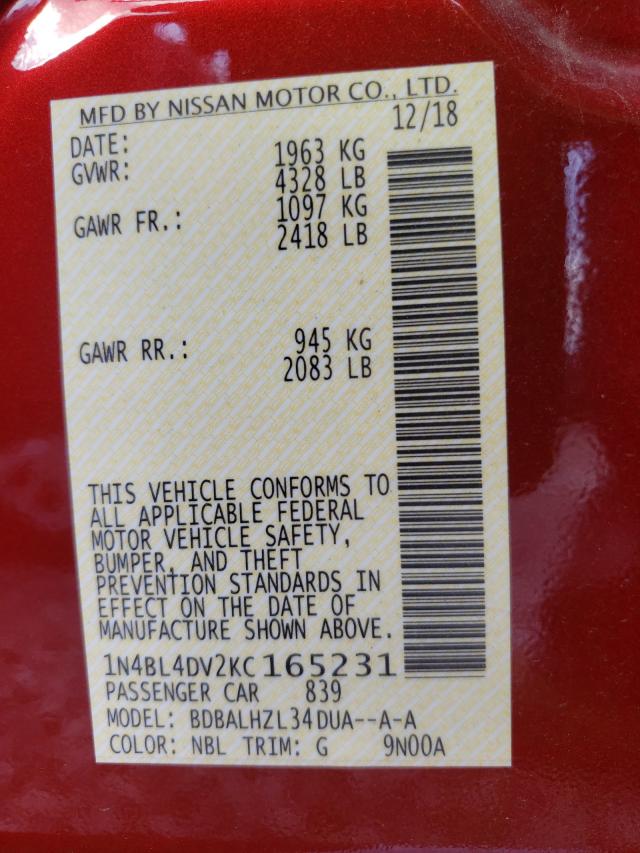 MFD BY NISSAN MOTOR CO., LTD.
DATE: 12/18
GVWR: 1963 KG
4328 LB
GAWR FR.: 1097 KG
2418 LB
GAWR RR.: 945 KG
2083 LB
THIS VEHICLE CONFORMS TO
ALL APPLICABLE FEDERAL
MOTOR VEHICLE SAFETY,
BUMPER, AND THEFT
PREVENTION STANDARDS IN
EFFECT ON THE DATE OF
MANUFACTURE SHOWN ABOVE.
1N4BL4DV2KC165231
PASSENGER CAR 839
MODEL: BDBALHZL34DUA--A-A
COLOR: NBL TRIM: G 9N00A